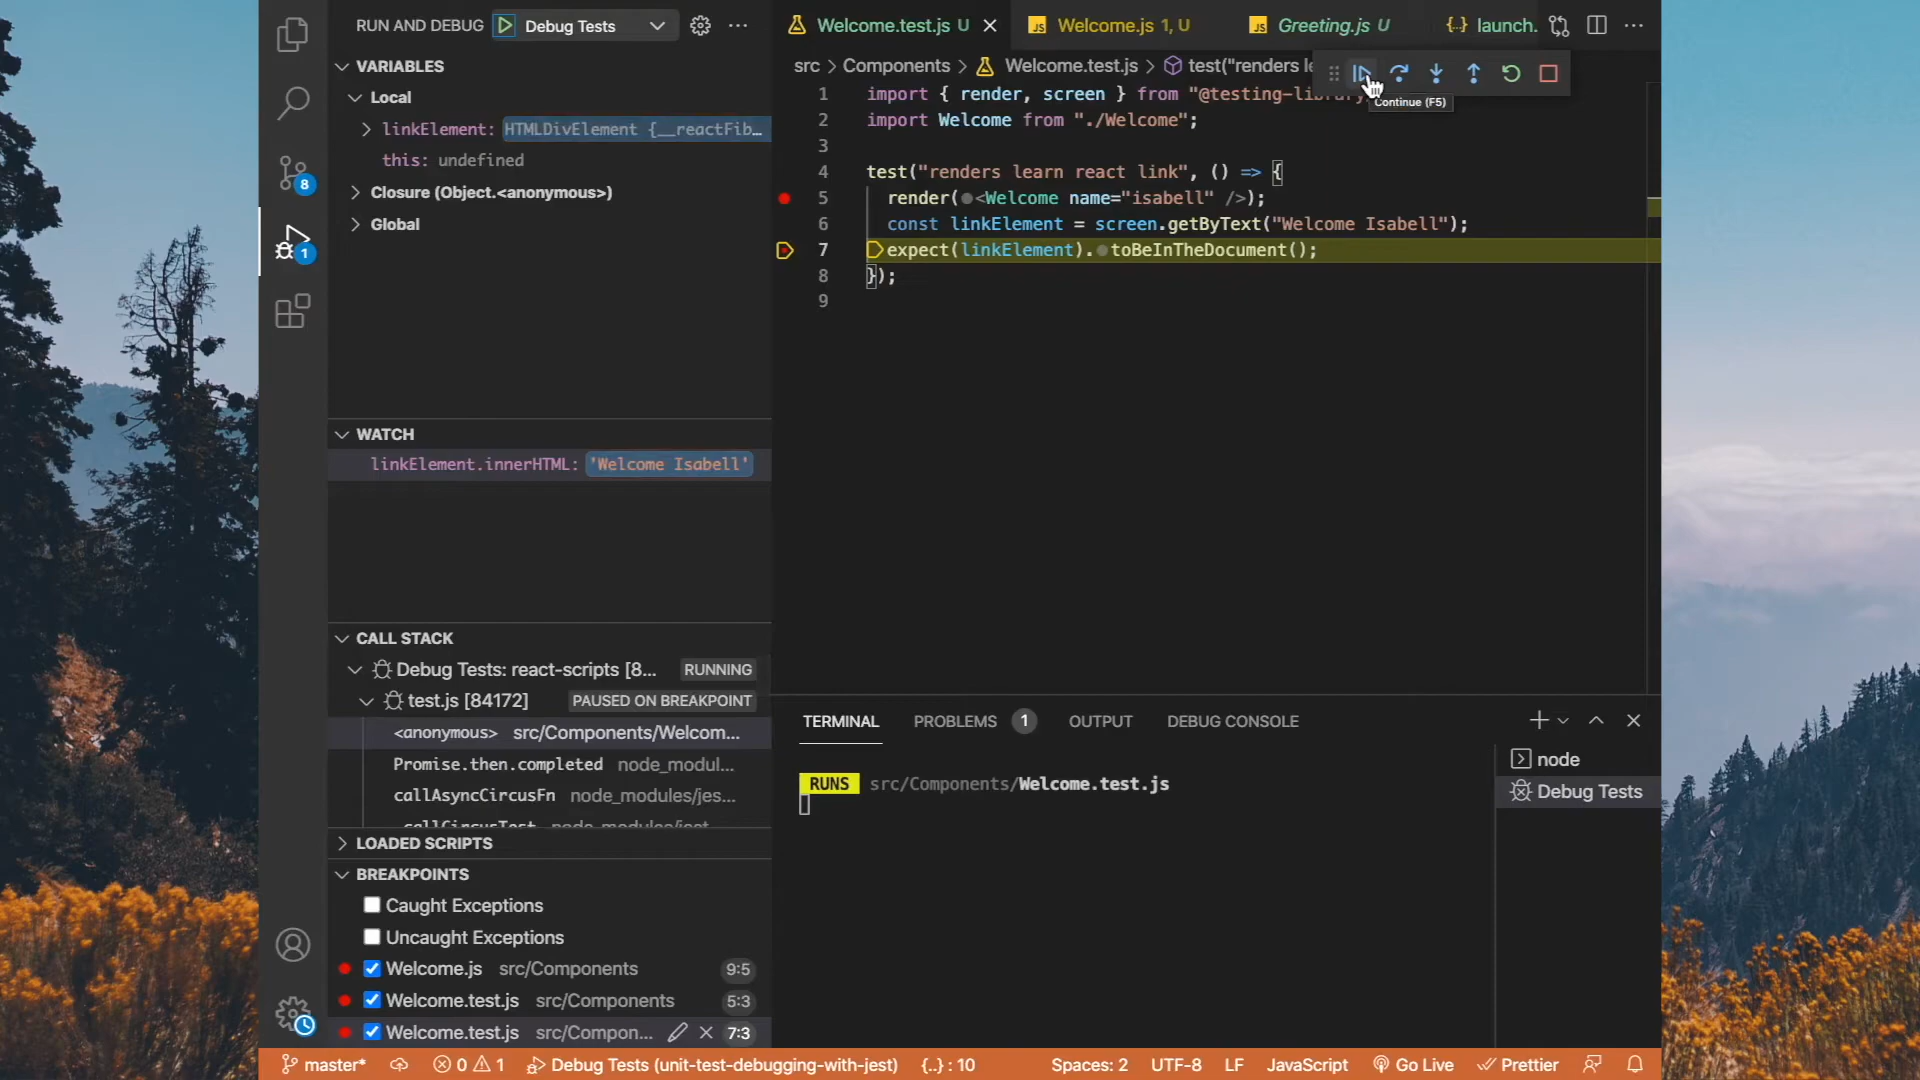 RUN AND DEBUG Debug Tests
VARIABLES
Local
linkElement: HTMLDivElement {__reactFib…
this: undefined
Closure (Object.<anonymous>)
Global
WATCH
linkElement.innerHTML: 'Welcome Isabell'
CALL STACK
Debug Tests: react-scripts [8... RUNNING
test.js [84172] PAUSED ON BREAKPOINT
<anonymous> src/Components/Welcom...
Promise.then.completed node_modul...
callAsyncCircusFn node_modules/jes...
LOADED SCRIPTS
BREAKPOINTS
Caught Exceptions
Uncaught Exceptions
Welcome.js src/Components 9:5
Welcome.test.js src/Components 5:3
Welcome.test.js src/Compon... 7:3
8
1
Welcome.test.js U
JS Welcome.js 1, U
JS Greeting.js U
{..} launch.
src > Components > Welcome.test.js > test("renders le
Continue (F5)
1 import { render, screen } from "@testing-library
2 import Welcome from "./Welcome";
3
4 test("renders learn react link", () => {
5 render(<Welcome name="isabell" />);
6 const linkElement = screen.getByText("Welcome Isabell");
7 expect(linkElement).toBeInTheDocument();
8 });
9
TERMINAL PROBLEMS 1 OUTPUT DEBUG CONSOLE
RUNS src/Components/Welcome.test.js
node
Debug Tests
master* 0 1 Debug Tests (unit-test-debugging-with-jest) {..} : 10 Spaces: 2 UTF-8 LF JavaScript Go Live Prettier